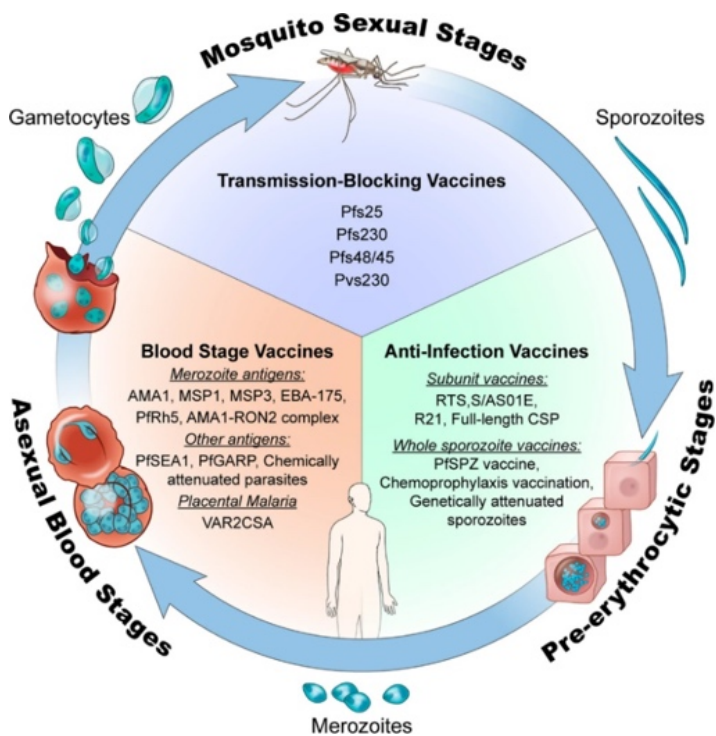 Mosquito Sexual Stages
Gametocytes
Sporozoites
Transmission-Blocking Vaccines
Pfs25
Pfs230
Pfs48/45
Pvs230
Blood Stage Vaccines
Merozoite antigens:
AMA1, MSP1, MSP3, EBA-175,
PfRh5, AMA1-RON2 complex
Other antigens:
PfSEA1, PfGARP, Chemically
attenuated parasites
Placental Malaria
VAR2CSA
Anti-Infection Vaccines
Subunit vaccines:
RTS,S/AS01E,
R21, Full-length CSP
Whole sporozoite vaccines:
PfSPZ vaccine,
Chemoprophylaxis vaccination,
Genetically attenuated
sporozoites
Asexual Blood Stages
Pre-erythrocytic Stages
Merozoites